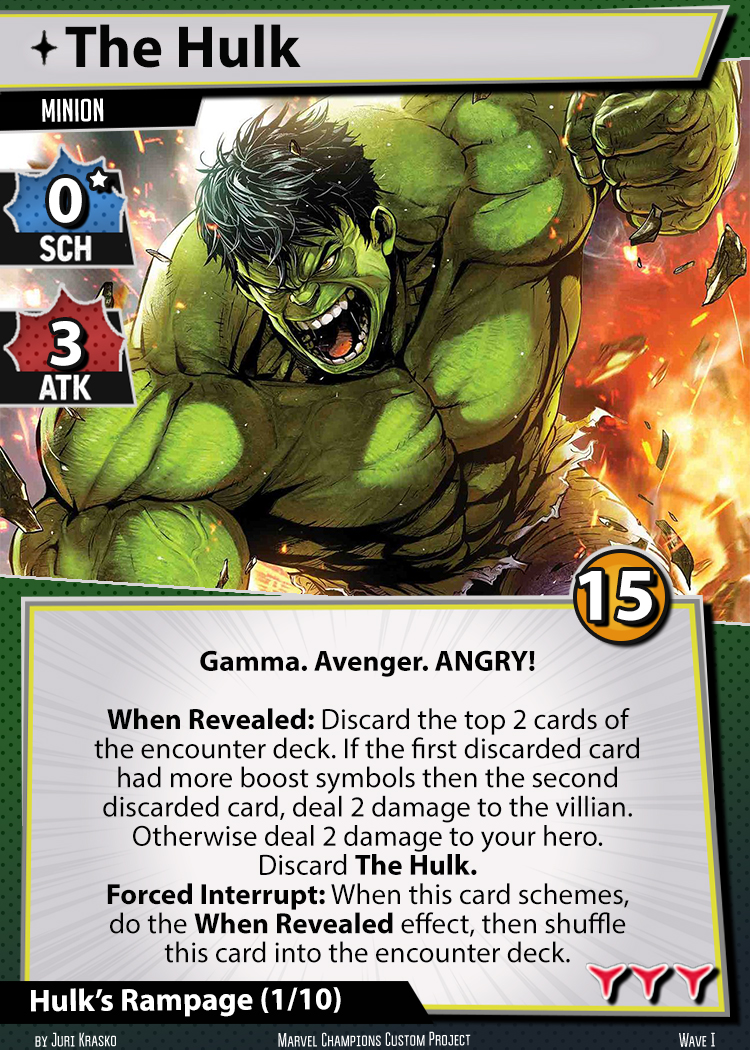 The Hulk
MINION
0
SCH
3
ATK
15
Gamma. Avenger. ANGRY!
When Revealed: Discard the top 2 cards of
the encounter deck. If the first discarded card
had more boost symbols then the second
discarded card, deal 2 damage to the villian.
Otherwise deal 2 damage to your hero.
Discard The Hulk.
Forced Interrupt: When this card schemes,
do the When Revealed effect, then shuffle
this card into the encounter deck.
Hulk's Rampage (1/10)
by Juri Krasko
Marvel Champions Custom Project
Wave I